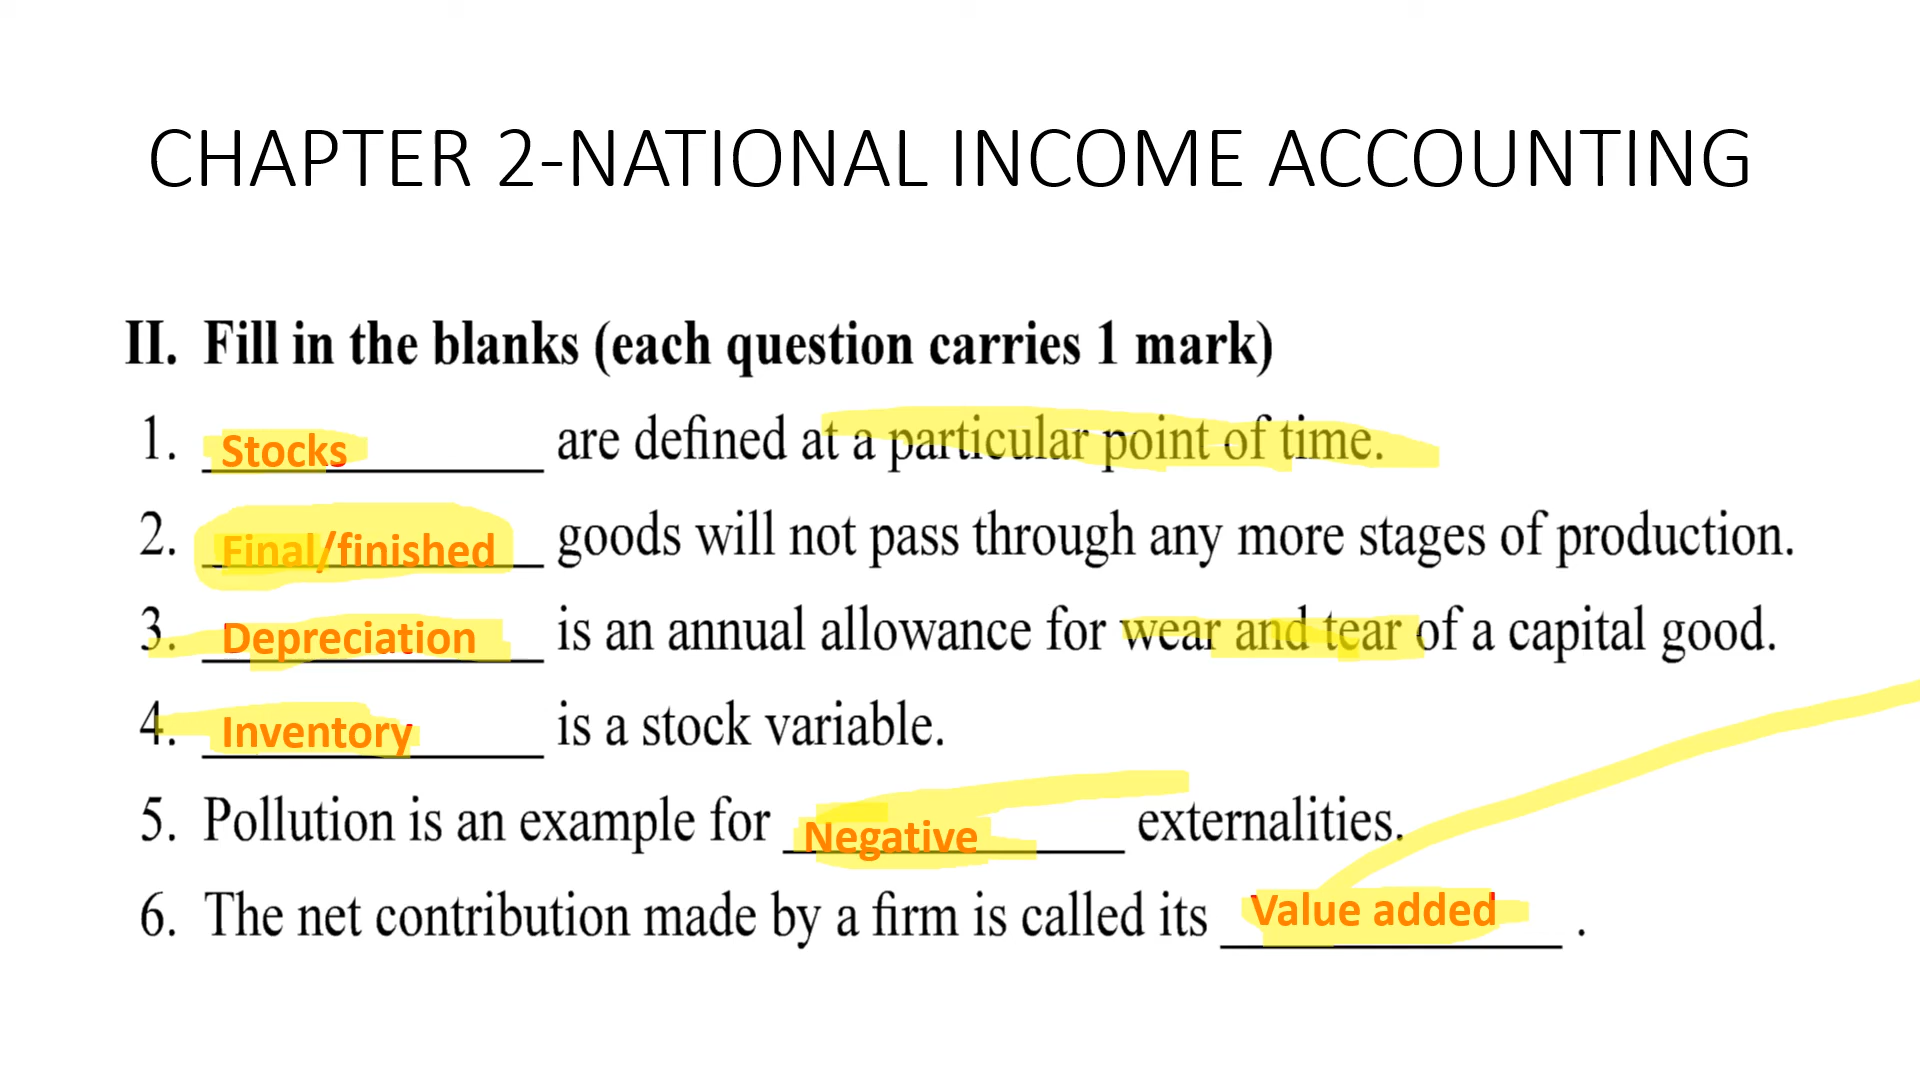 CHAPTER 2-NATIONAL INCOME ACCOUNTING
II. Fill in the blanks (each question carries 1 mark)
1. Stocks are defined at a particular point of time.
2. Final/finished goods will not pass through any more stages of production.
3. Depreciation is an annual allowance for wear and tear of a capital good.
4. Inventory is a stock variable.
5. Pollution is an example for Negative externalities.
6. The net contribution made by a firm is called its Value added .